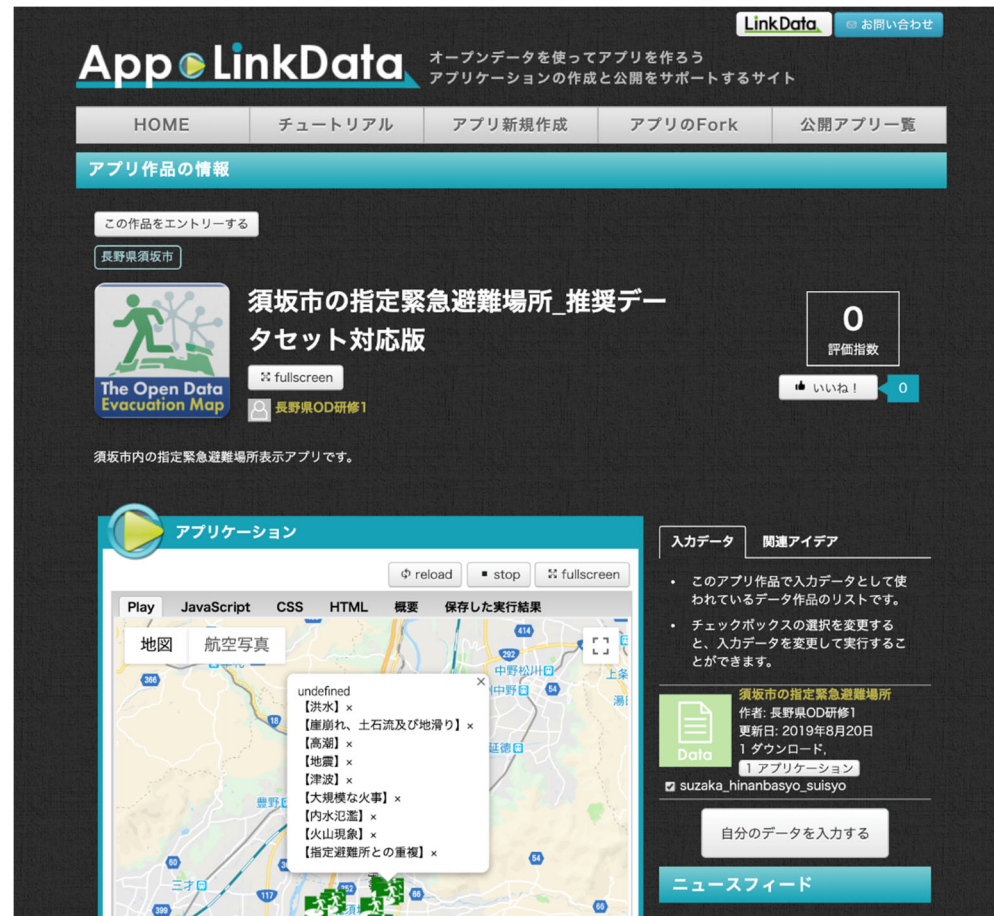 LinkData
お問い合わせ
App LinkData
オープンデータを使ってアプリを作ろう
アプリケーションの作成と公開をサポートするサイト
HOME
チュートリアル
アプリ新規作成
アプリのFork
公開アプリ一覧
アプリ作品の情報
この作品をエントリーする
長野県須坂市
The Open Data
Evacuation Map
須坂市の指定緊急避難場所_推奨デー
タセット対応版
fullscreen
長野県OD研修1
0
評価指数
いいね！
0
須坂市内の指定緊急避難場所表示アプリです。
アプリケーション
reload
stop
fullscreen
Play
JavaScript
CSS
HTML
概要
保存した実行結果
地図
航空写真
undefined
【洪水】×
【崖崩れ、土石流及び地滑り】×
【高潮】×
【地震】×
【津波】×
【大規模な火事】×
【内水氾濫】×
【火山現象】×
【指定避難所との重複】×
414
292
中野松川
366
54
18
延徳
豊野
60
三才
117
399
54
66
66
入力データ
関連アイデア
• このアプリ作品で入力データとして使
われているデータ作品のリストです。
• チェックボックスの選択を変更する
と、入力データを変更して実行するこ
とができます。
Data
須坂市の指定緊急避難場所
作者: 長野県OD研修1
更新日: 2019年8月20日
1 ダウンロード,
1 アプリケーション
suzaka_hinanbasyo_suisyo
自分のデータを入力する
ニュースフィード